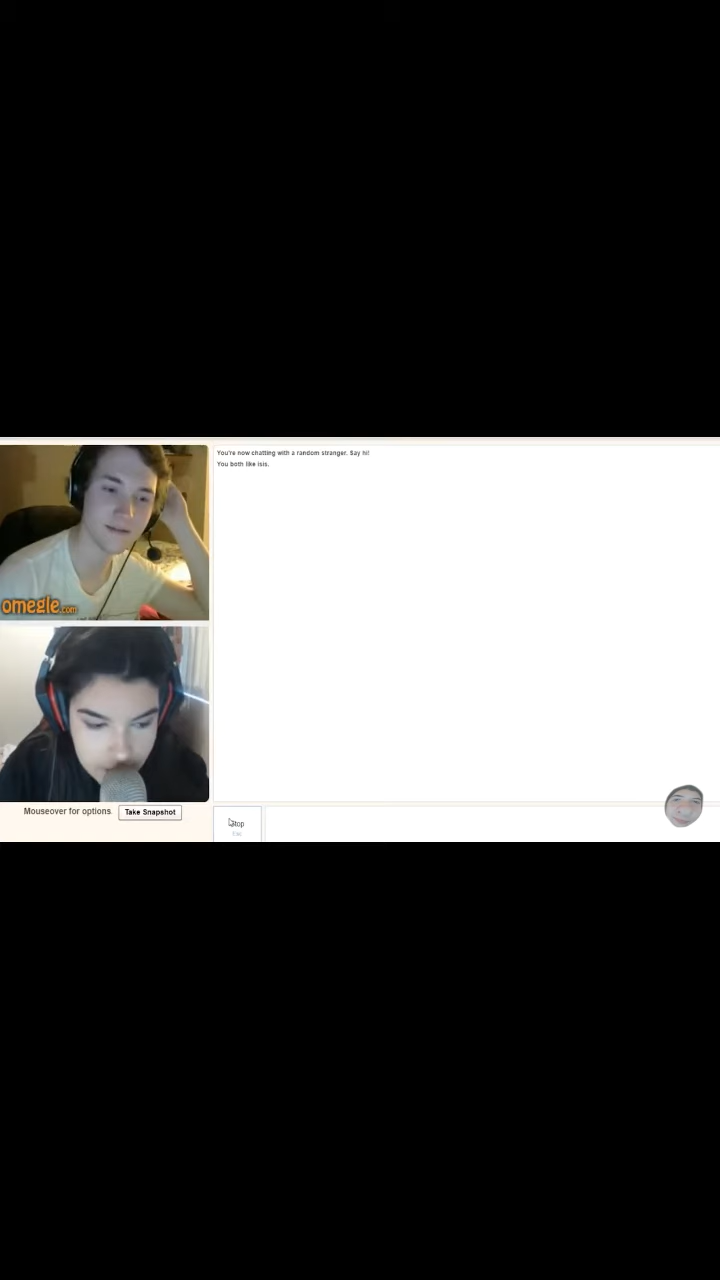 You're now chatting with a random stranger. Say hi!
You both like isis.
omegle.com
Mouseover for options
Take Snapshot
Stop
Esc